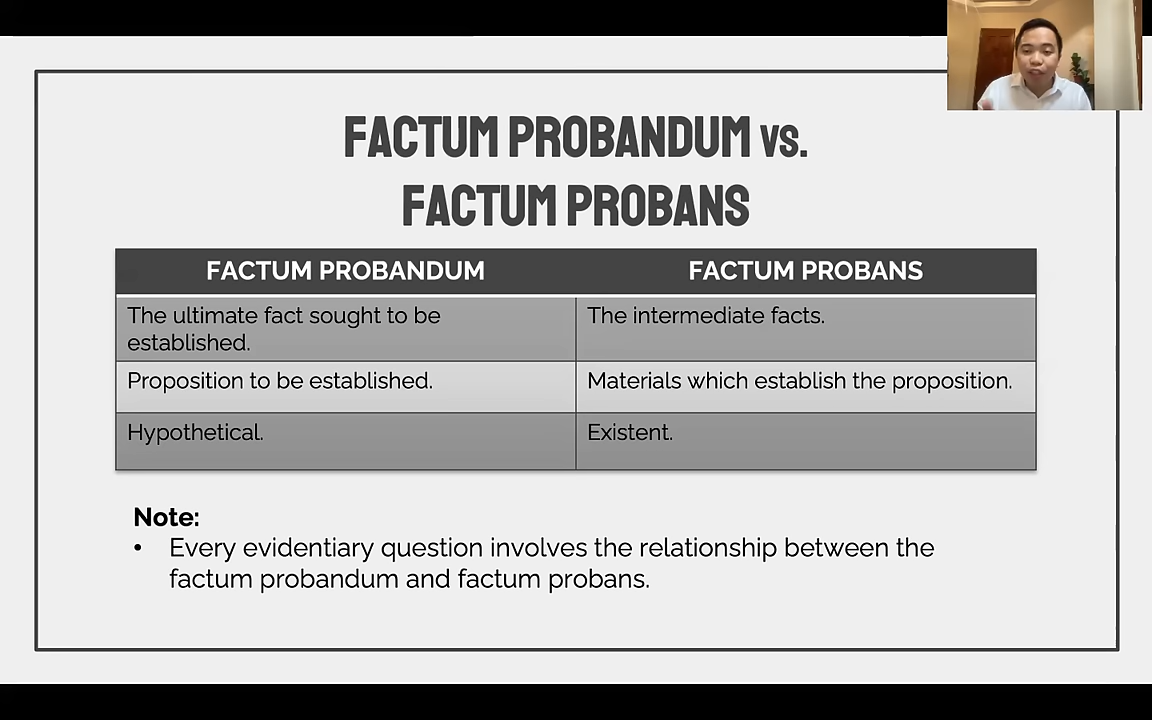 FACTUM PROBANDUM vs.
FACTUM PROBANS
FACTUM PROBANDUM
FACTUM PROBANS
The ultimate fact sought to be
established.
The intermediate facts.
Proposition to be established.
Materials which establish the proposition.
Hypothetical.
Existent.
Note:
• Every evidentiary question involves the relationship between the
factum probandum and factum probans.